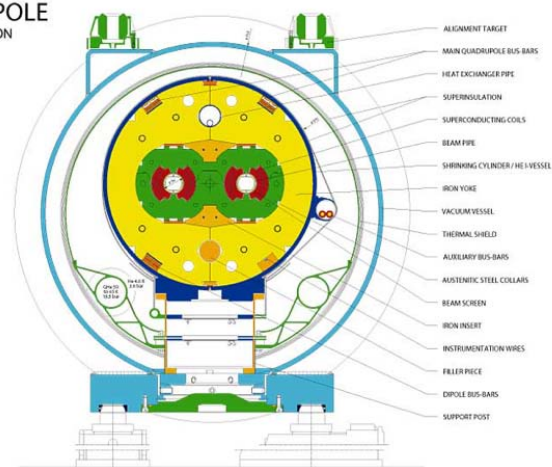 POLE
ON
ALIGNMENT TARGET
MAIN QUADRUPOLE BUS-BARS
HEAT EXCHANGER PIPE
SUPERINSULATION
SUPERCONDUCTING COILS
BEAM PIPE
SHRINKING CYLINDER / HE I-VESSEL
IRON YOKE
VACUUM VESSEL
THERMAL SHIELD
AUXILIARY BUS-BARS
AUSTENITIC STEEL COLLARS
BEAM SCREEN
IRON INSERT
INSTRUMENTATION WIRES
FILLER PIECE
DIPOLE BUS-BARS
SUPPORT POST